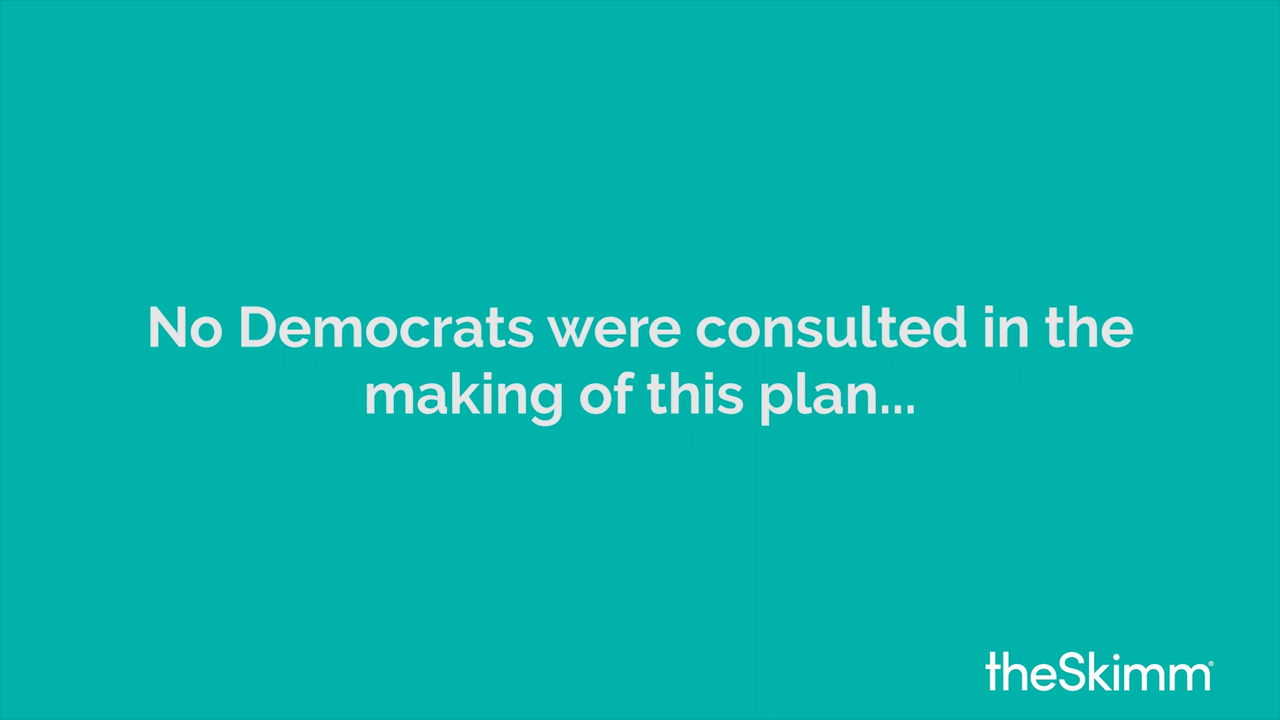 No Democrats were consulted in the
making of this plan...
theSkimm®